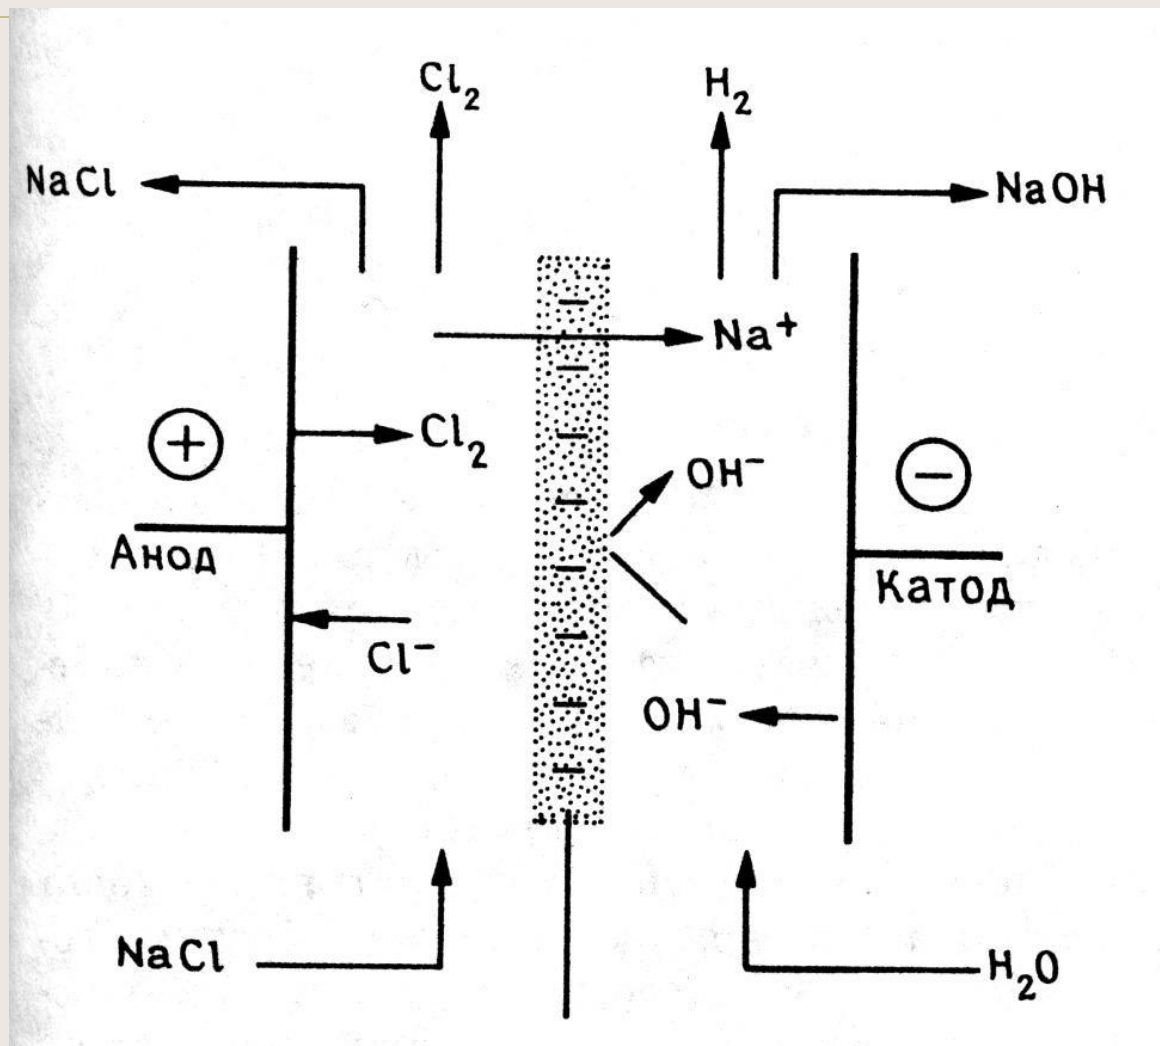 Cl₂
H₂
NaCl
NaOH
Na⁺
+
Cl₂
OH⁻
−
Анод
Катод
Cl⁻
OH⁻
NaCl
H₂O